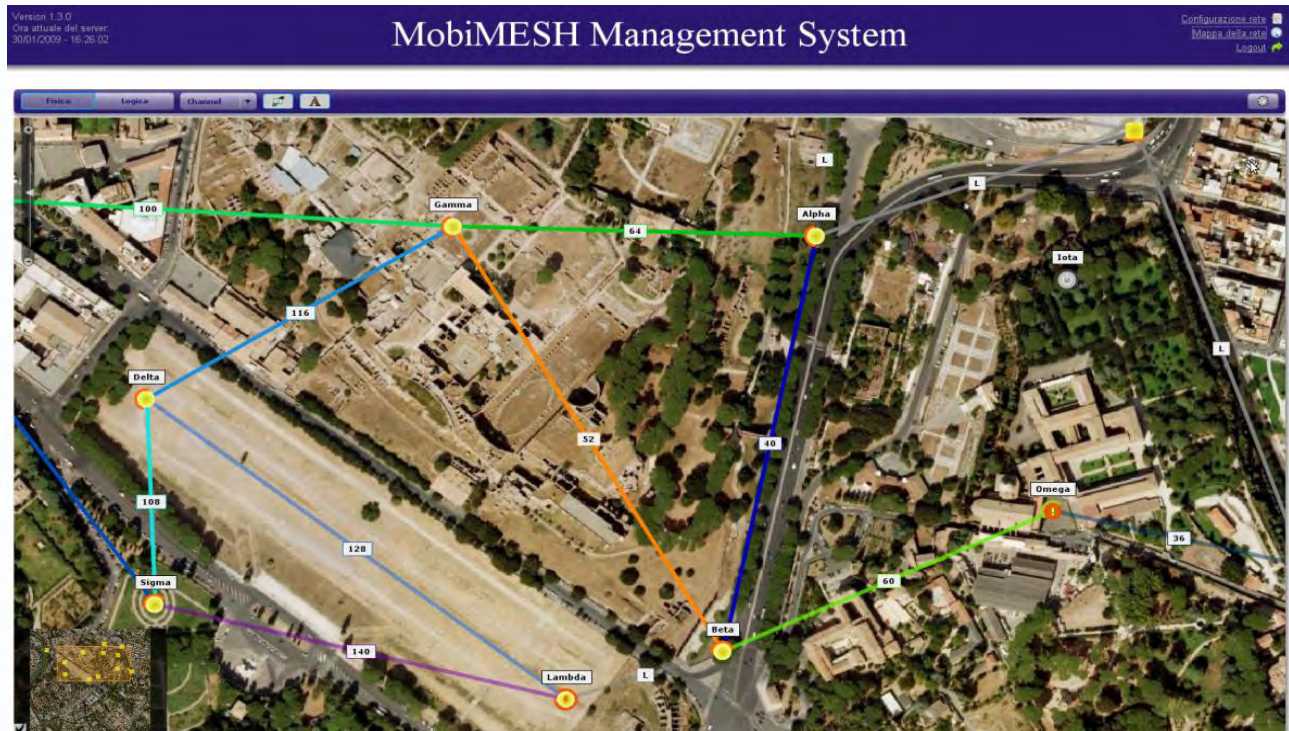 Version 1.3.0
Ora attuale del server:
30/01/2009 - 16:26:02
MobiMESH Management System
Configurazione rete
Mappa della rete
Logout
Fisica
Logica
Channel
A
L
L
100
Gamma
64
Alpha
Iota
116
L
Delta
52
40
Omega
108
128
36
Sigma
60
Beta
140
L
Lambda